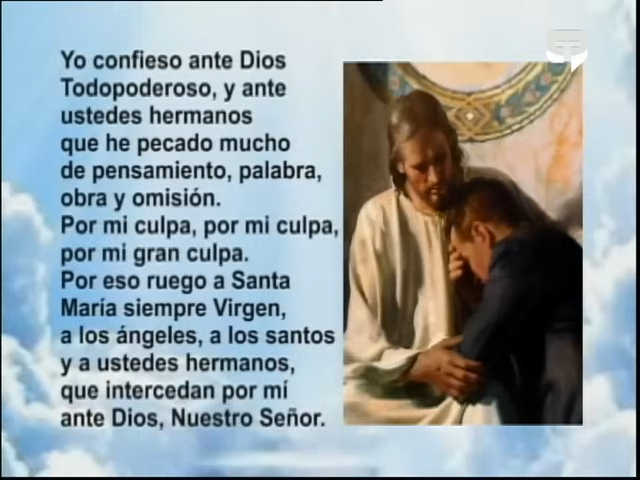 Yo confieso ante Dios
Todopoderoso, y ante
ustedes hermanos
que he pecado mucho
de pensamiento, palabra,
obra y omisión.
Por mi culpa, por mi culpa,
por mi gran culpa.
Por eso ruego a Santa
María siempre Virgen,
a los ángeles, a los santos
y a ustedes hermanos,
que intercedan por mí
ante Dios, Nuestro Señor.